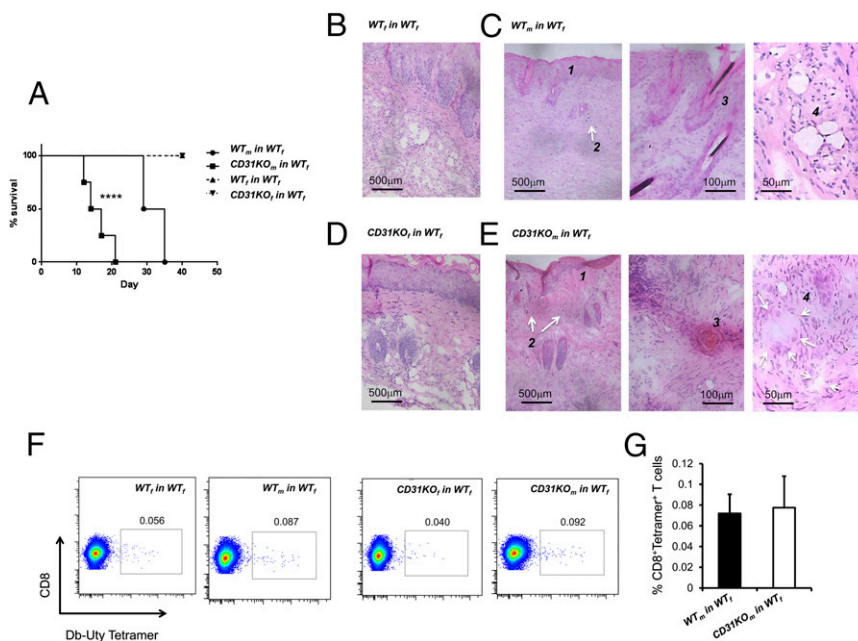 A
% survival
100
50
0
0 10 20 30 40 50
Day
****
WTm in WTf
CD31KOm in WTf
WTf in WTf
CD31KOf in WTf
B
WTf in WTf
500µm
C
WTm in WTf
1
2
500µm
3
100µm
4
50µm
D
CD31KOf in WTf
500µm
E
CD31KOm in WTf
1
2
500µm
3
100µm
4
50µm
F
WTf in WTf
0.056
WTm in WTf
0.087
CD31KOf in WTf
0.040
CD31KOm in WTf
0.092
CD8
Db-Uty Tetramer
G
% CD8+Tetramer+ T cells
0.12
0.1
0.08
0.06
0.04
0.02
0
WTm in WTf
CD31KOm in WTf